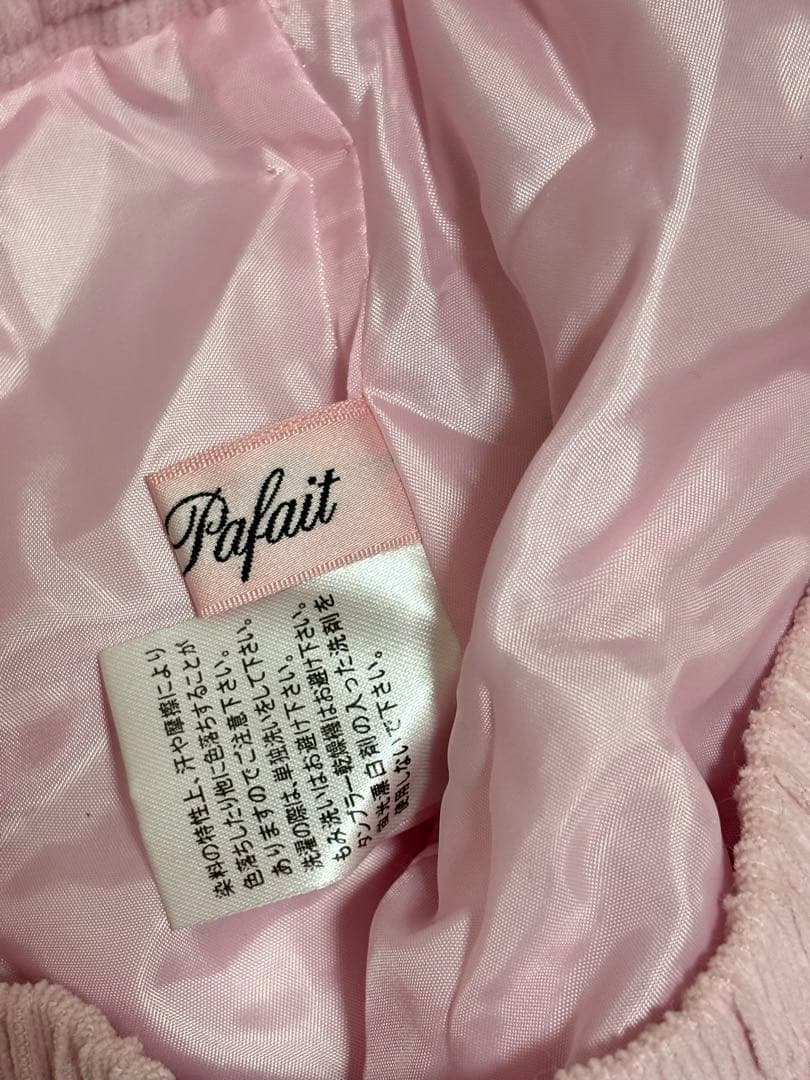 Pafait
染料の特性上、汗や摩擦により
色落ちしたり他に色落ちすることが
ありますのでご注意下さい。
洗濯の際は、単独洗いをして下さい。
もみ洗いはお避け下さい。
タンブラー乾燥機はお避け下さい。
蛍光漂白剤の入った洗剤を
使用しないで下さい。